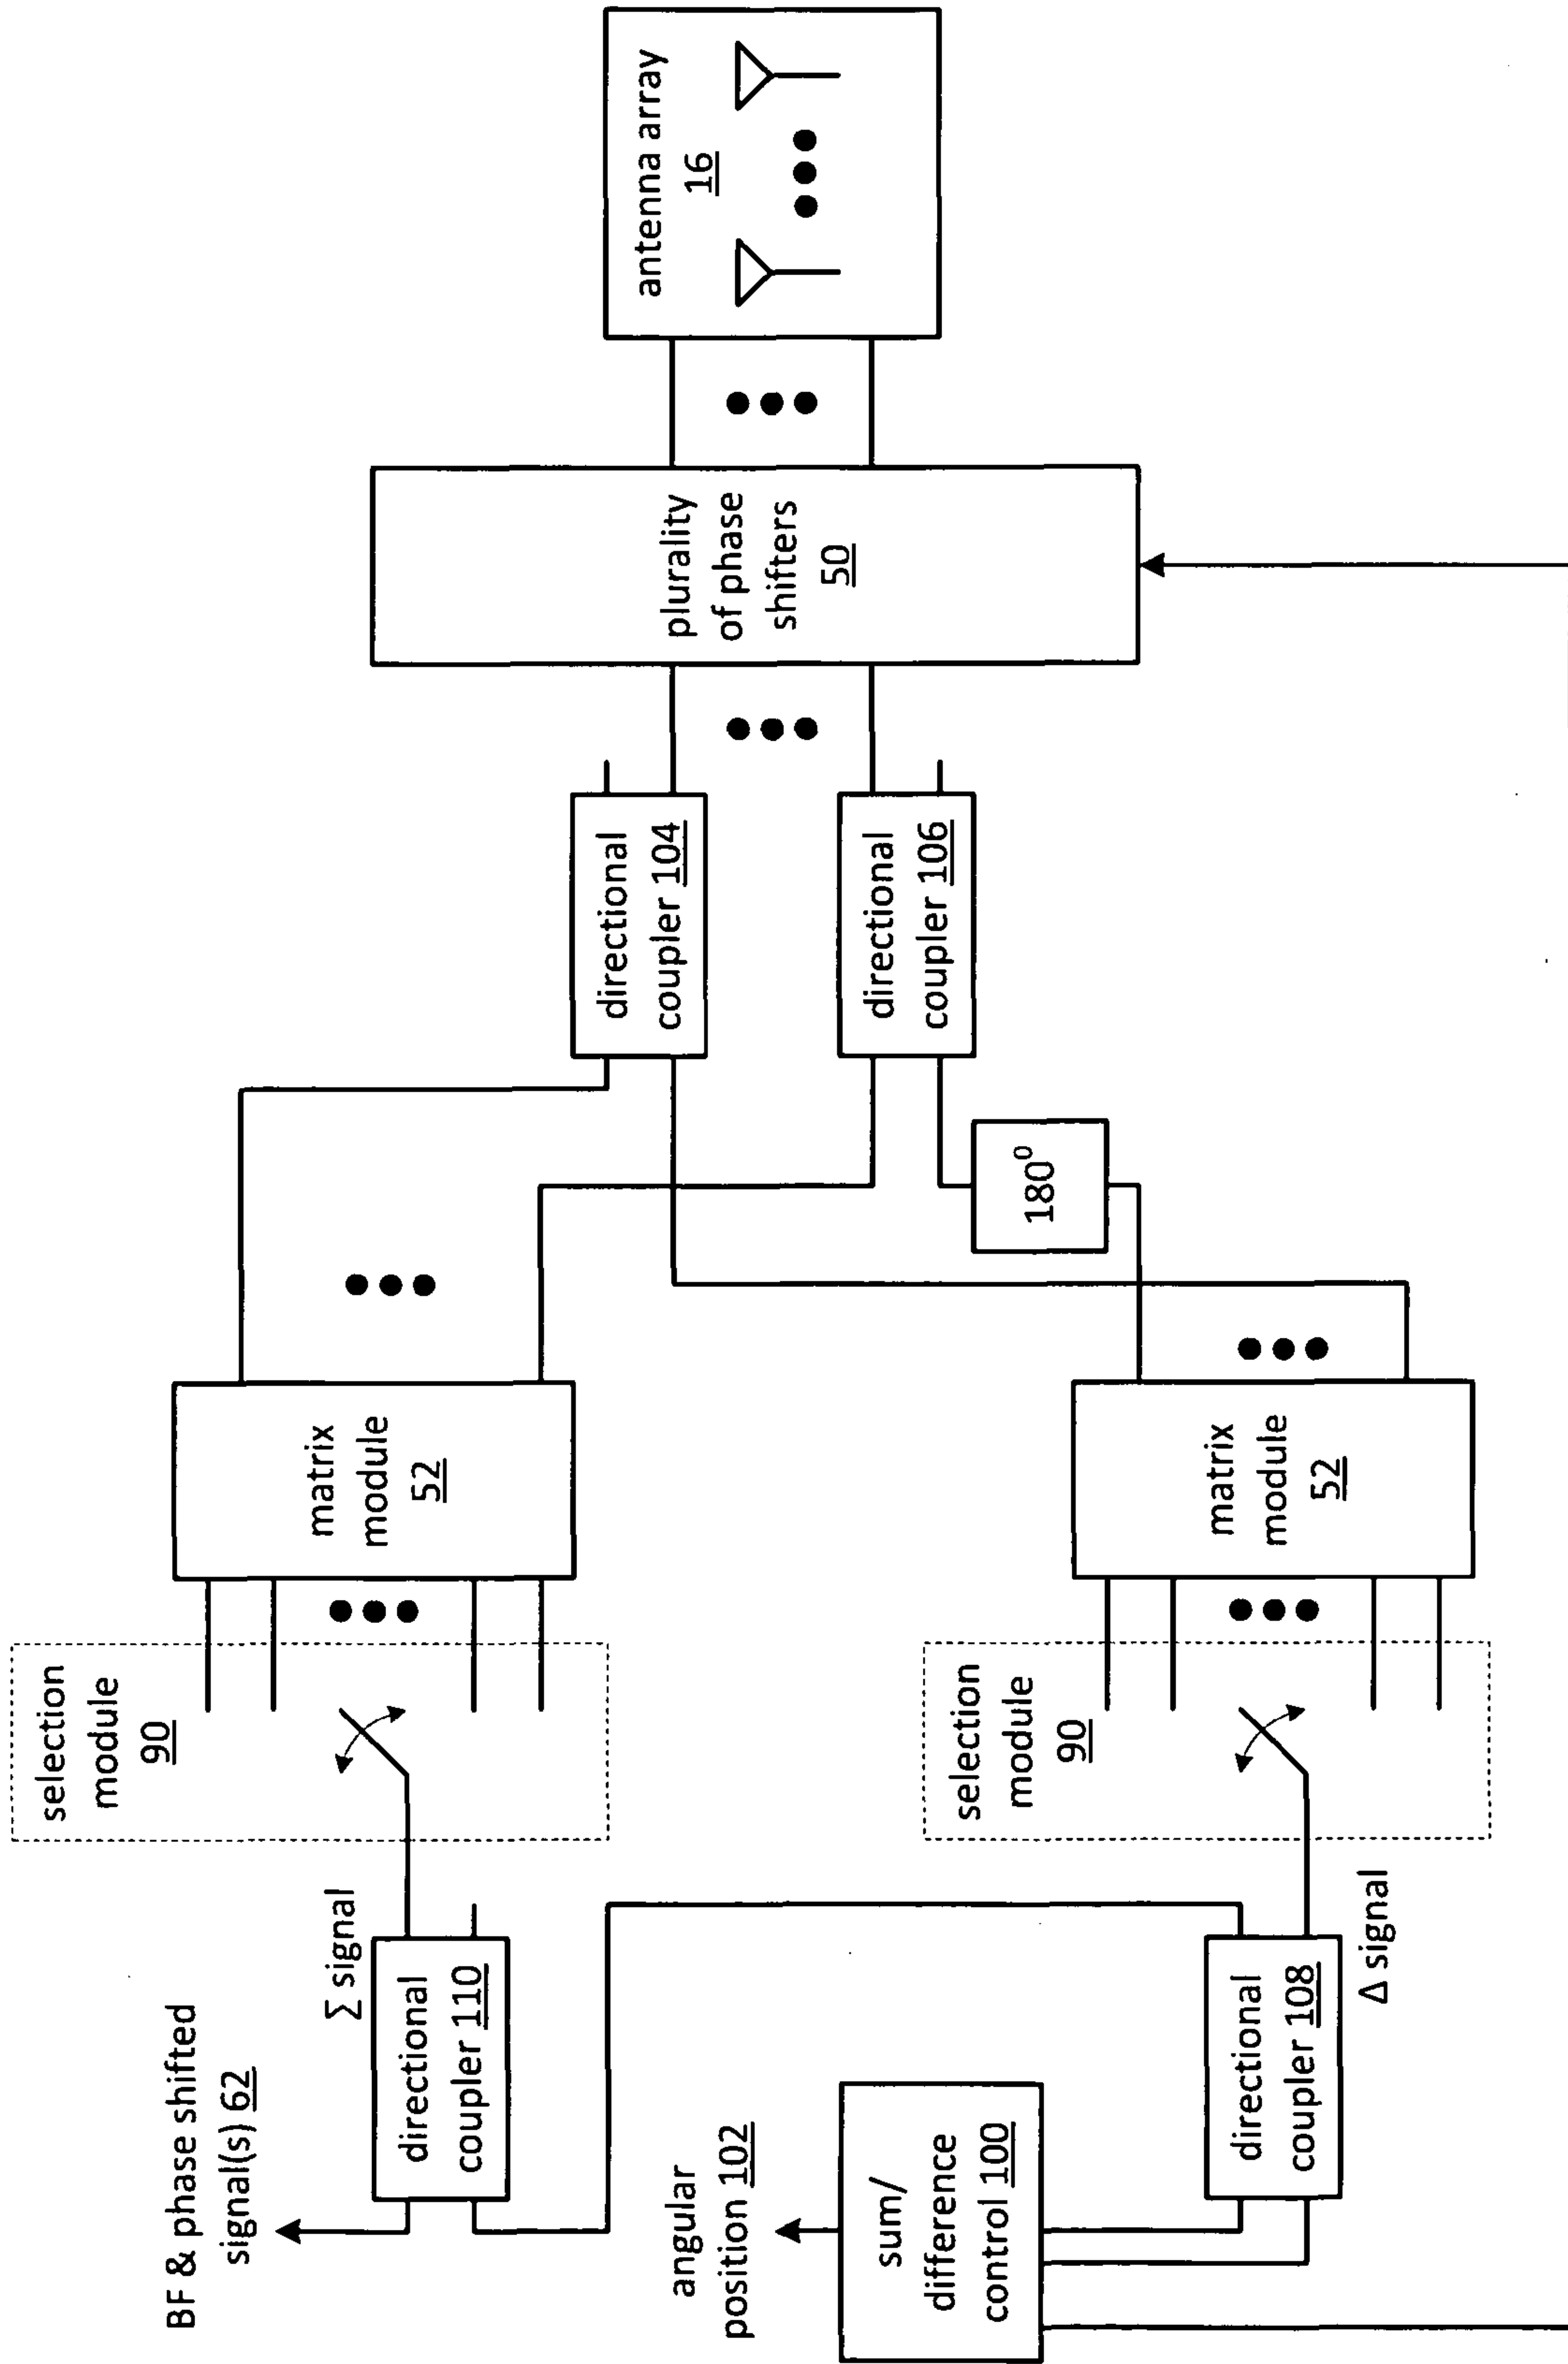 BF & phase shifted
signal(s) 62
Σ signal
directional
coupler 110
selection
module
90
matrix
module
52
angular
position 102
sum/
difference
control 100
directional
coupler 108
Δ signal
selection
module
90
matrix
module
52
180⁰
directional
coupler 104
directional
coupler 106
plurality
of phase
shifters
50
antenna array
16